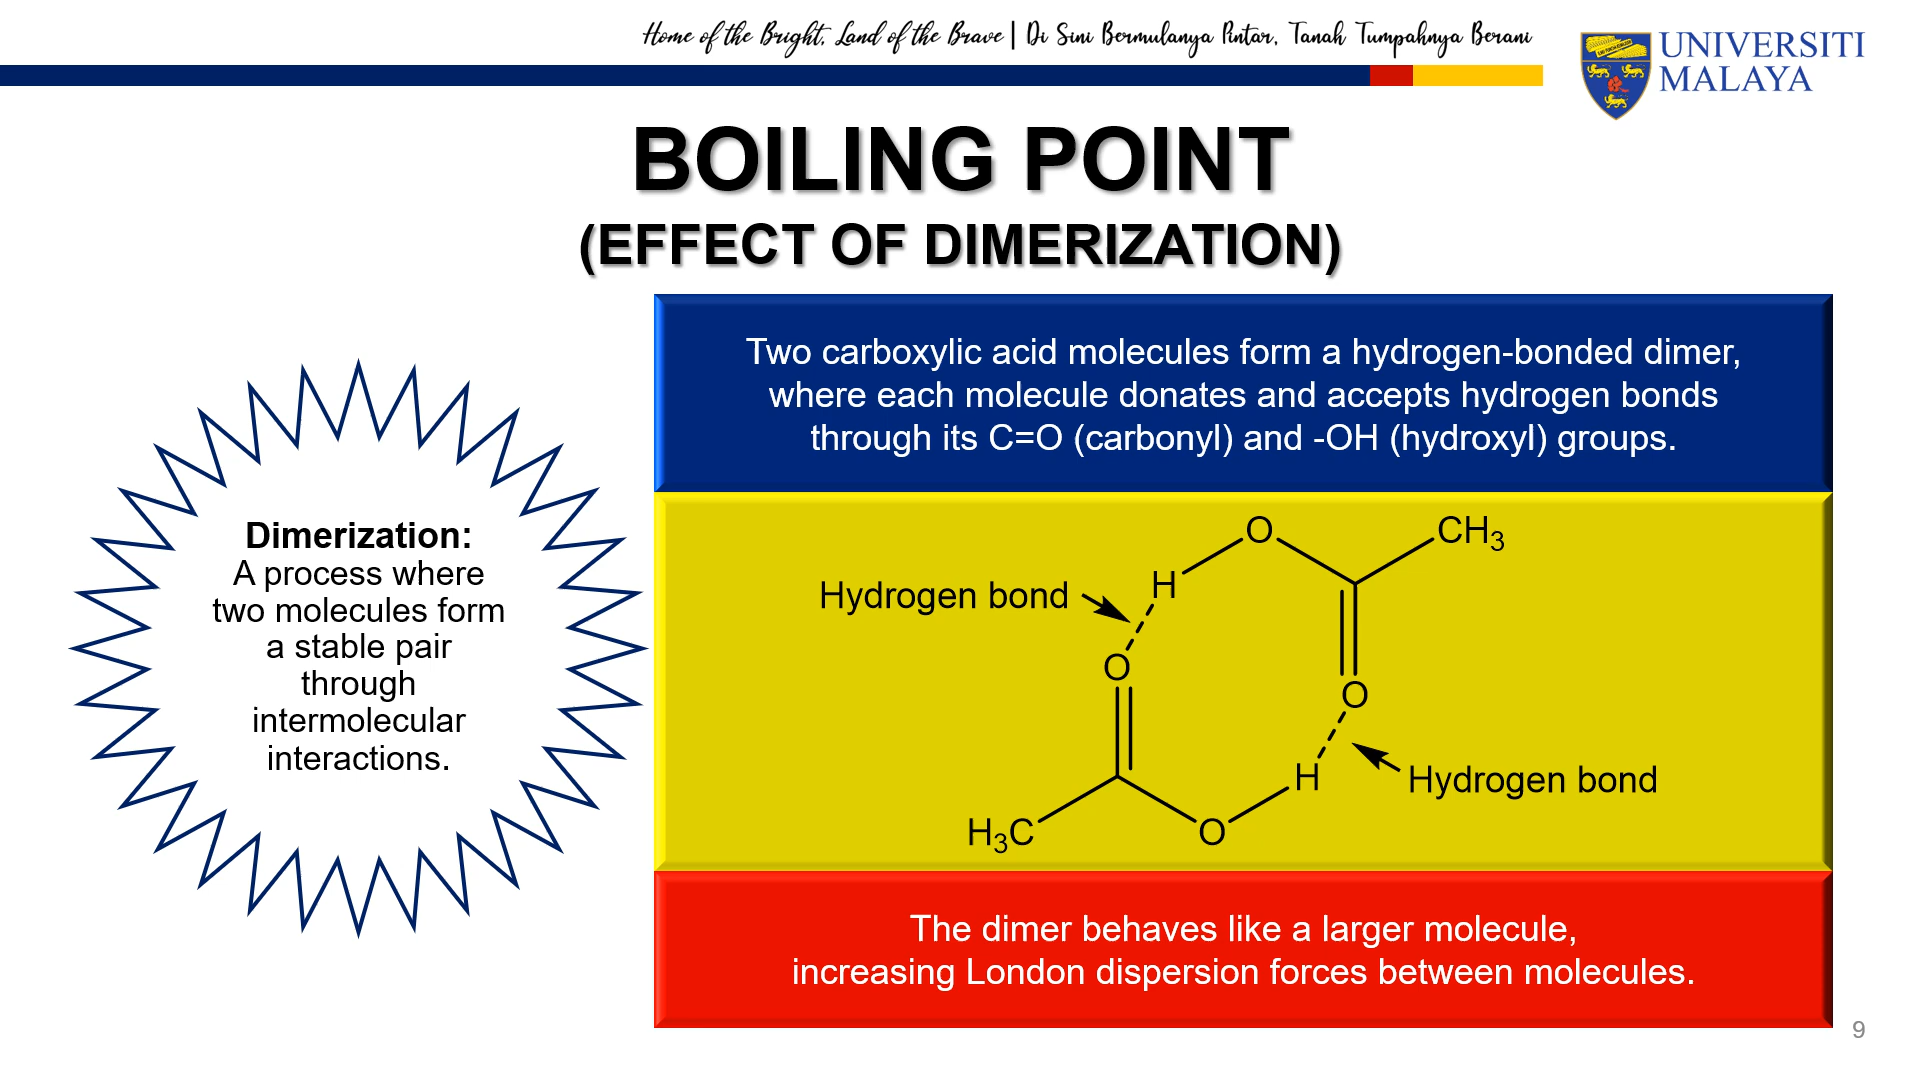 Home of the Bright, Land of the Brave | Di Sini Bermulanya Pintar, Tanah Tumpahnya Berani
UNIVERSITI
MALAYA
BOILING POINT
(EFFECT OF DIMERIZATION)
Dimerization:
A process where
two molecules form
a stable pair
through
intermolecular
interactions.
Two carboxylic acid molecules form a hydrogen-bonded dimer,
where each molecule donates and accepts hydrogen bonds
through its C=O (carbonyl) and -OH (hydroxyl) groups.
O
CH₃
H
Hydrogen bond
O
O
H
Hydrogen bond
H₃C
O
The dimer behaves like a larger molecule,
increasing London dispersion forces between molecules.
9